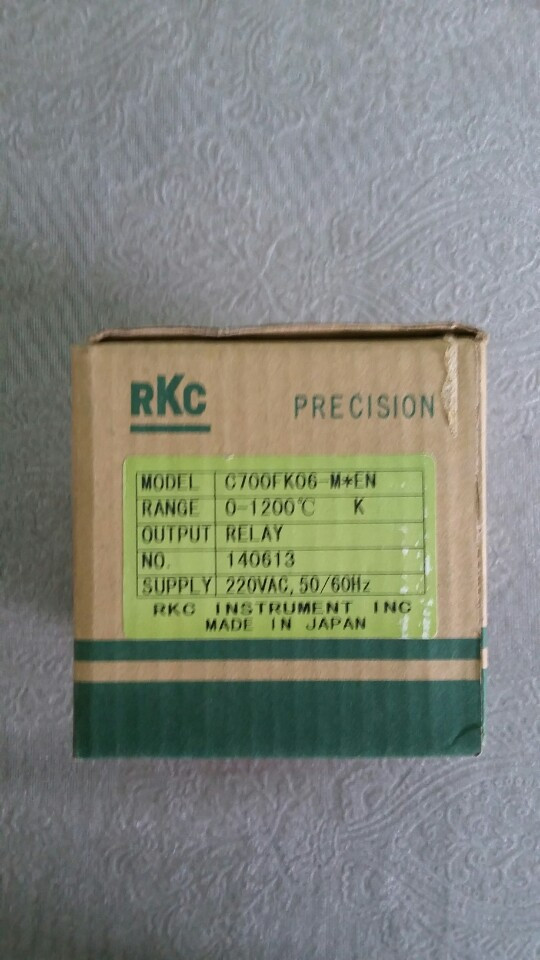 RKC PRECISION
MODEL C700FK06-M*EN
RANGE 0-1200℃ K
OUTPUT RELAY
NO. 140613
SUPPLY 220VAC, 50/60Hz
RKC INSTRUMENT INC
MADE IN JAPAN